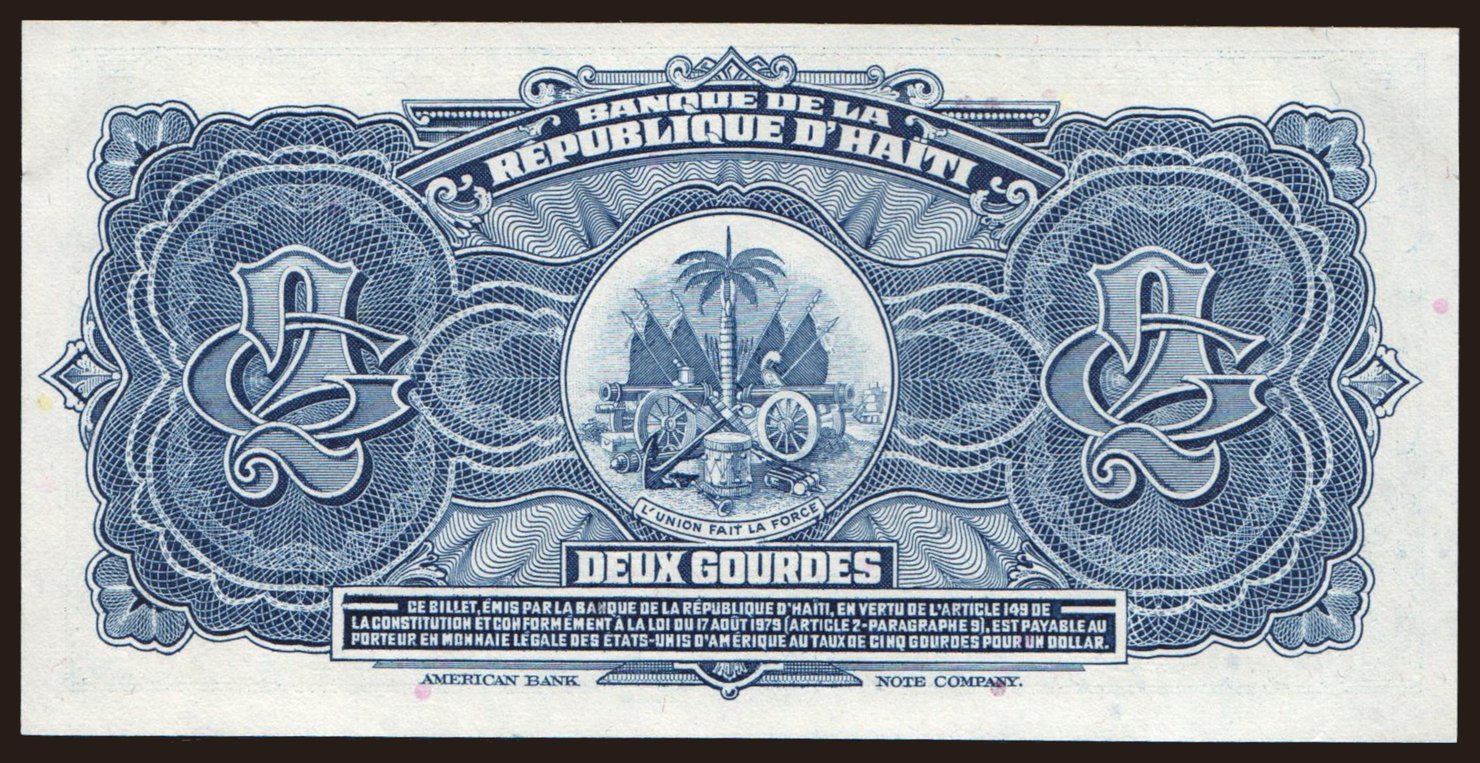 BANQUE DE LA
RÉPUBLIQUE D'HAÏTI
G2
G2
L'UNION FAIT LA FORCE
DEUX GOURDES
CE BILLET, ÉMIS PAR LA BANQUE DE LA RÉPUBLIQUE D'HAÏTI, EN VERTU DE L'ARTICLE 149 DE
LA CONSTITUTION ET CONFORMÉMENT À LA LOI DU 17 AOÛT 1979 (ARTICLE 2-PARAGRAPHE 9), EST PAYABLE AU
PORTEUR EN MONNAIE LÉGALE DES ÉTATS-UNIS D'AMÉRIQUE AU TAUX DE CINQ GOURDES POUR UN DOLLAR.
AMERICAN BANK NOTE COMPANY.